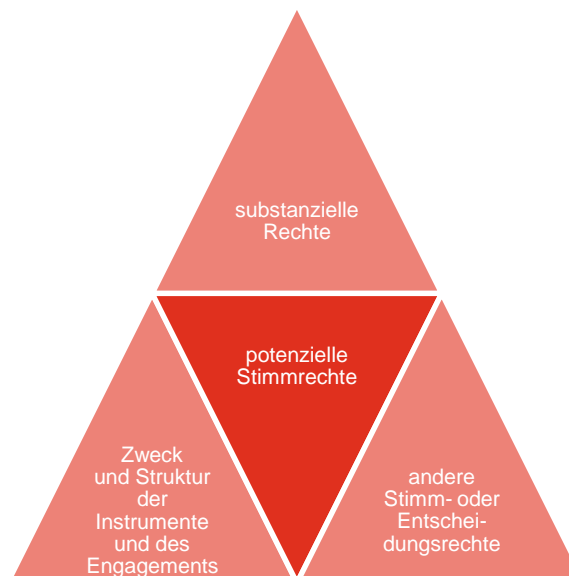 substanzielle
Rechte
potenzielle
Stimmrechte
Zweck
und Struktur
der
Instrumente
und des
Engagements
andere
Stimm- oder
Entschei-
dungsrechte